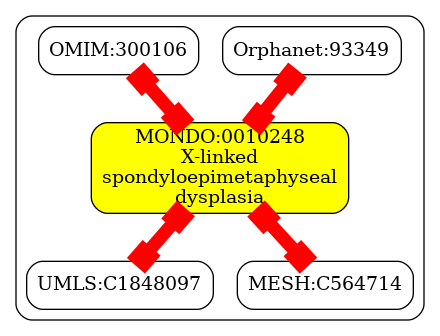 OMIM:300106
Orphanet:93349
MONDO:0010248
X-linked
spondyloepimetaphyseal
dysplasia
UMLS:C1848097
MESH:C564714